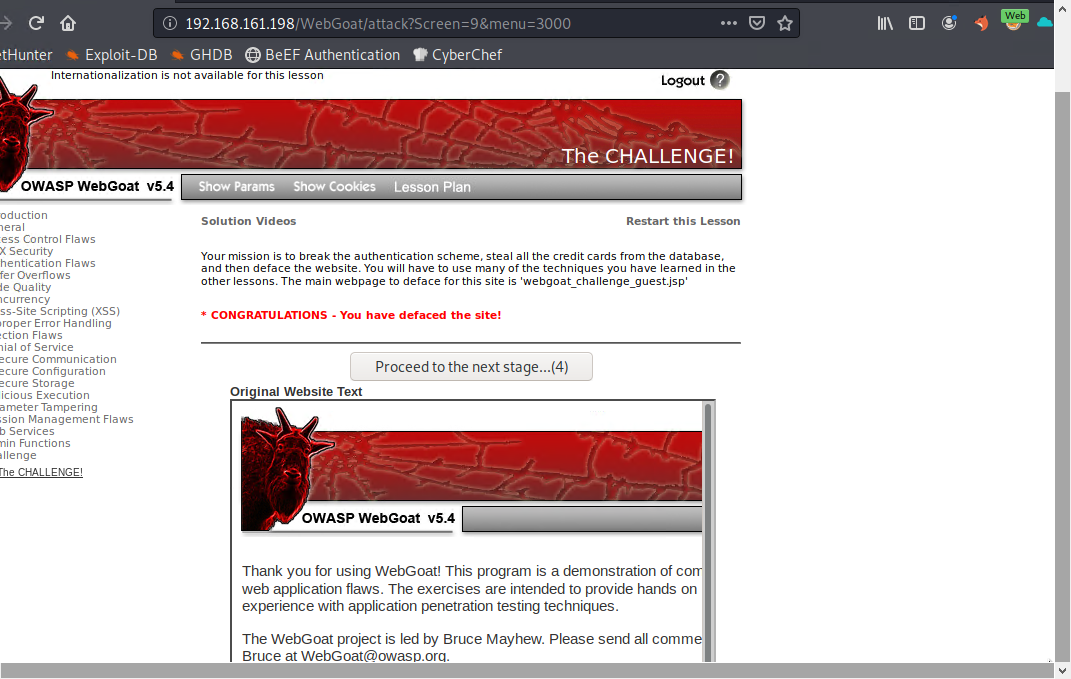 192.168.161.198/WebGoat/attack?Screen=9&menu=3000
Web
etHunter Exploit-DB GHDB BeEF Authentication CyberChef
Internationalization is not available for this lesson
Logout ?
The CHALLENGE!
OWASP WebGoat v5.4
Show Params Show Cookies Lesson Plan
Solution Videos Restart this Lesson
Your mission is to break the authentication scheme, steal all the credit cards from the database,
and then deface the website. You will have to use many of the techniques you have learned in the
other lessons. The main webpage to deface for this site is 'webgoat_challenge_guest.jsp'
* CONGRATULATIONS - You have defaced the site!
oduction
neral
cess Control Flaws
X Security
thentication Flaws
fer Overflows
de Quality
ncurrency
ss-Site Scripting (XSS)
proper Error Handling
ection Flaws
nial of Service
ecure Communication
ecure Configuration
ecure Storage
licious Execution
rameter Tampering
ssion Management Flaws
b Services
min Functions
allenge
The CHALLENGE!
Proceed to the next stage...(4)
Original Website Text
OWASP WebGoat v5.4
Thank you for using WebGoat! This program is a demonstration of com
web application flaws. The exercises are intended to provide hands on
experience with application penetration testing techniques.
The WebGoat project is led by Bruce Mayhew. Please send all comme
Bruce at WebGoat@owasp.org.